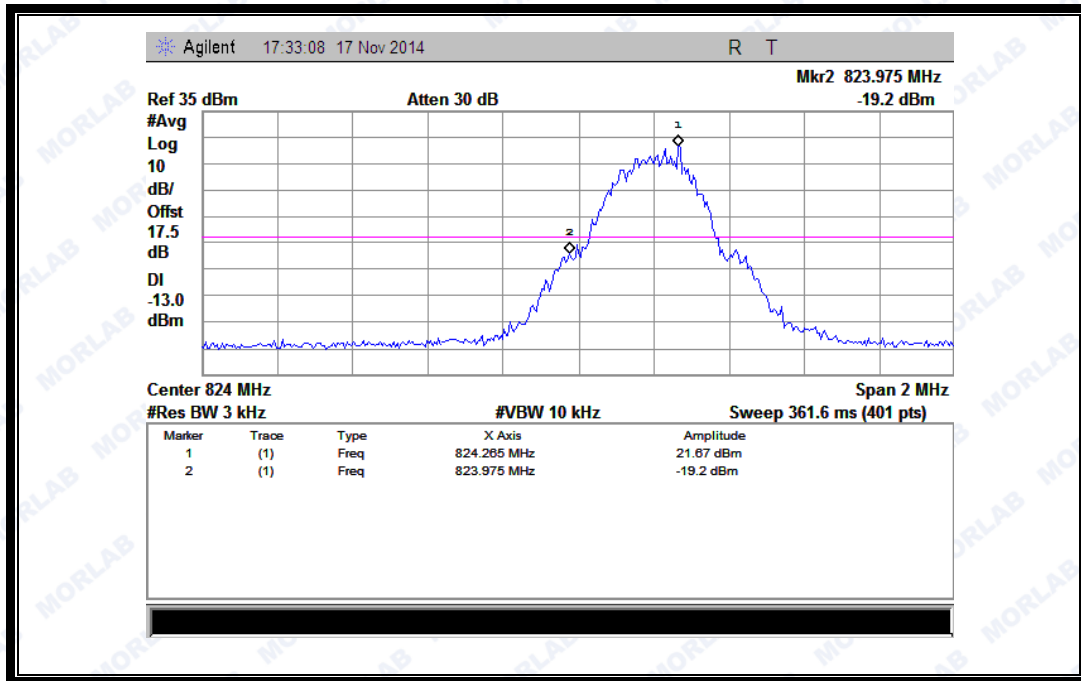 Agilent 17:33:08 17 Nov 2014 R T
Mkr2 823.975 MHz
Ref 35 dBm Atten 30 dB -19.2 dBm
#Avg
Log
10
dB/
Offst
17.5
dB
DI
-13.0
dBm
1
2
Center 824 MHz Span 2 MHz
#Res BW 3 kHz #VBW 10 kHz Sweep 361.6 ms (401 pts)
Marker Trace Type X Axis Amplitude
1 (1) Freq 824.265 MHz 21.67 dBm
2 (1) Freq 823.975 MHz -19.2 dBm
MORLAB